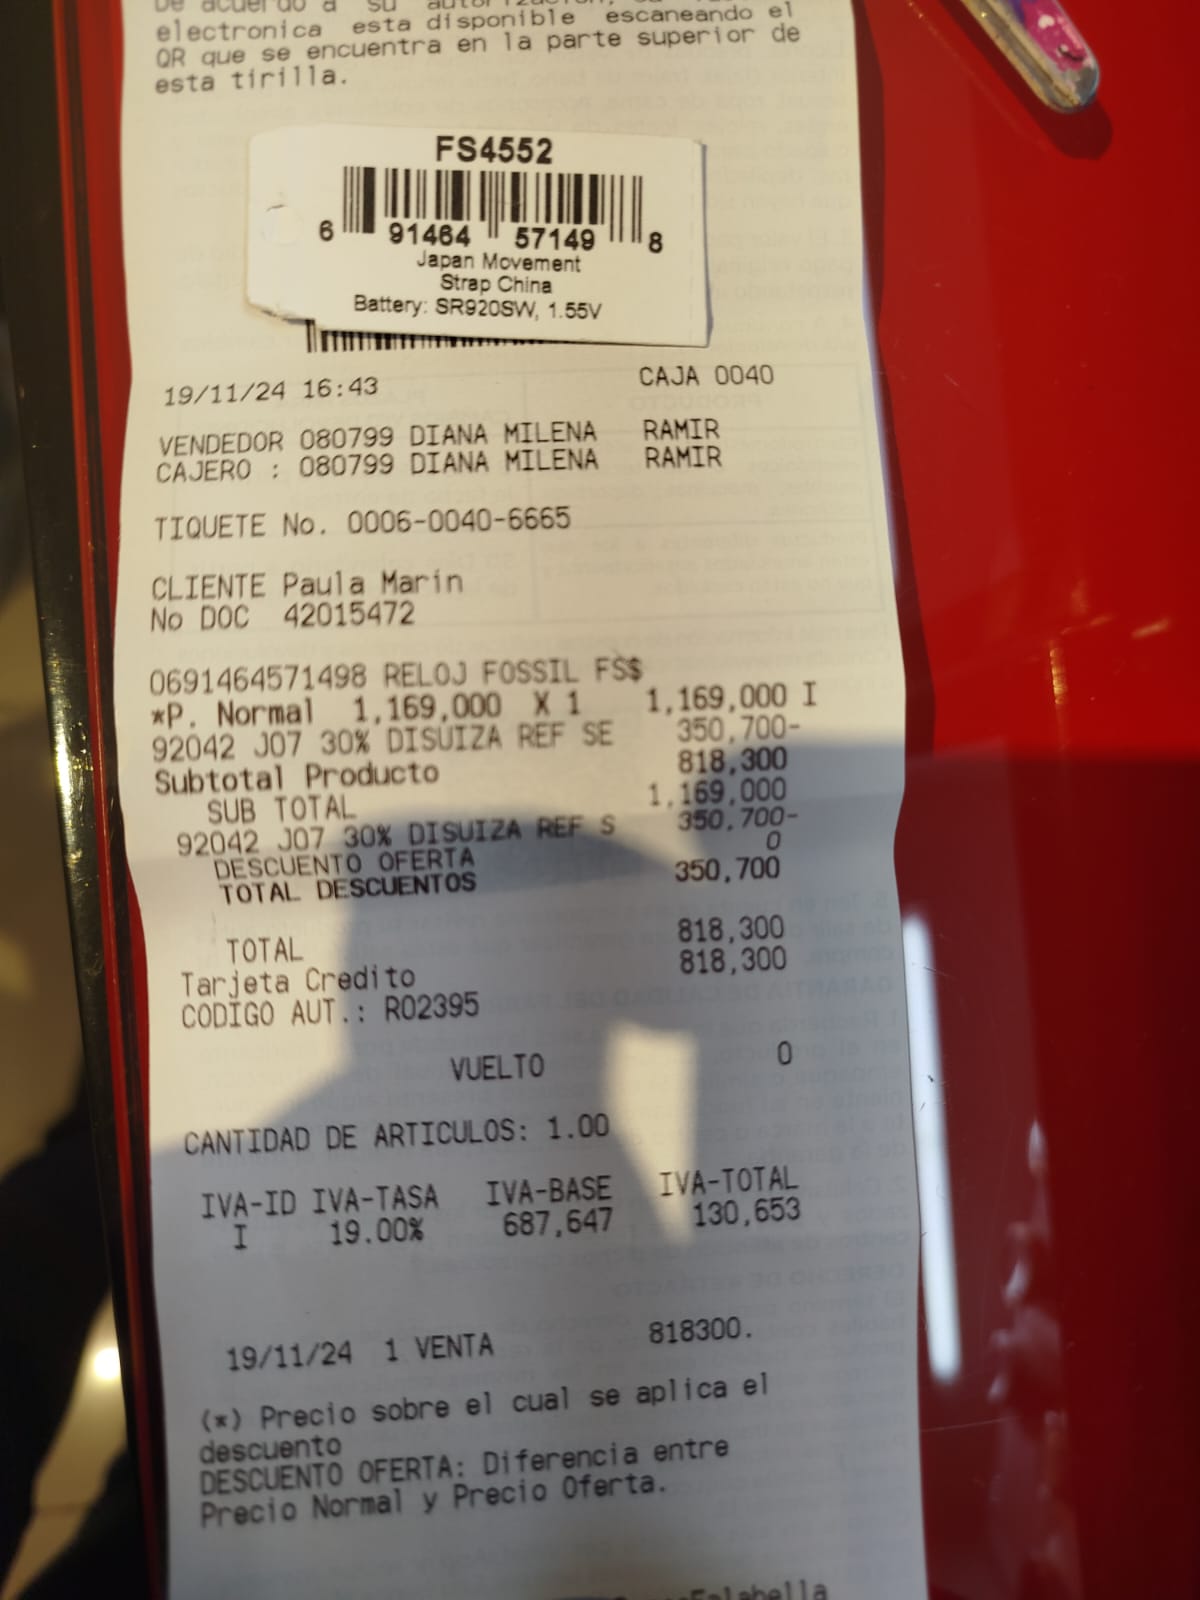 De acuerdo a su autorizacion, su
electronica esta disponible escaneando el
QR que se encuentra en la parte superior de
esta tirilla.
FS4552
6 91464 57149 8
Japan Movement
Strap China
Battery: SR920SW, 1.55V
19/11/24 16:43 CAJA 0040
VENDEDOR 080799 DIANA MILENA RAMIR
CAJERO : 080799 DIANA MILENA RAMIR
TIQUETE No. 0006-0040-6665
CLIENTE Paula Marin
No DOC 42015472
0691464571498 RELOJ FOSSIL FS$
*P. Normal 1,169,000 X 1 1,169,000 I
92042 J07 30% DISUIZA REF SE 350,700-
Subtotal Producto 818,300
SUB TOTAL 1,169,000
92042 J07 30% DISUIZA REF S 350,700-
DESCUENTO OFERTA 0
TOTAL DESCUENTOS 350,700
TOTAL 818,300
Tarjeta Credito 818,300
CODIGO AUT.: R02395
VUELTO 0
CANTIDAD DE ARTICULOS: 1.00
IVA-ID IVA-TASA IVA-BASE IVA-TOTAL
I 19.00% 687,647 130,653
19/11/24 1 VENTA 818300.
(*) Precio sobre el cual se aplica el
descuento
DESCUENTO OFERTA: Diferencia entre
Precio Normal y Precio Oferta.